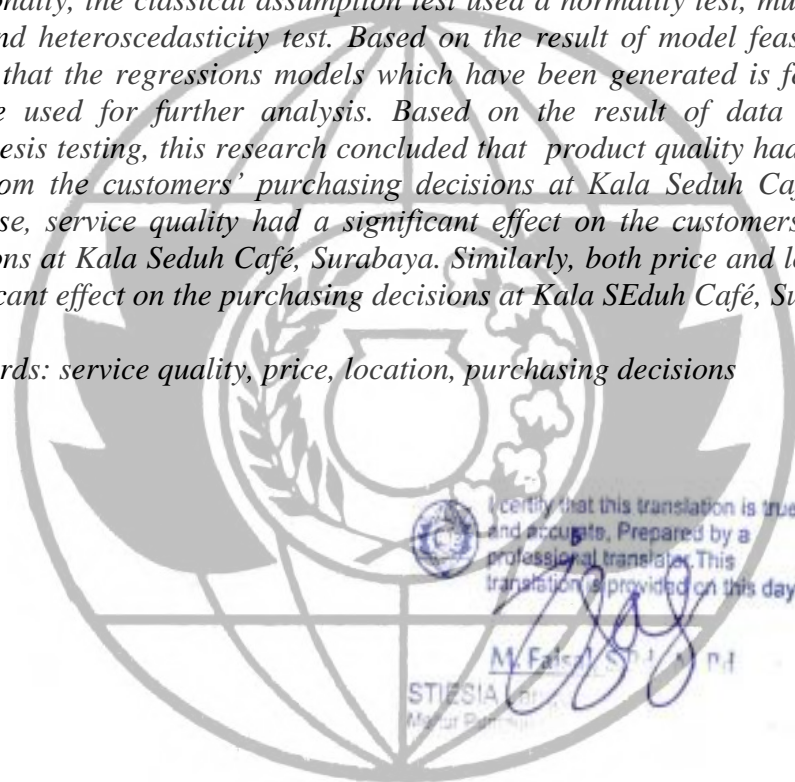 onally, the classical assumption test used a normality test, mu
nd heteroscedasticity test. Based on the result of model feas
that the regressions models which have been generated is f
e used for further analysis. Based on the result of data
esis testing, this research concluded that product quality had
om the customers’ purchasing decisions at Kala Seduh Ca
se, service quality had a significant effect on the customers
ons at Kala Seduh Café, Surabaya. Similarly, both price and l
cant effect on the purchasing decisions at Kala SEduh Café, Su
rds: service quality, price, location, purchasing decisions
I certify that this translation is true
and accurate, Prepared by a
professional translator. This
translation is provided on this day
M. Faisal, S.Pd., M.Pd
STIESIA